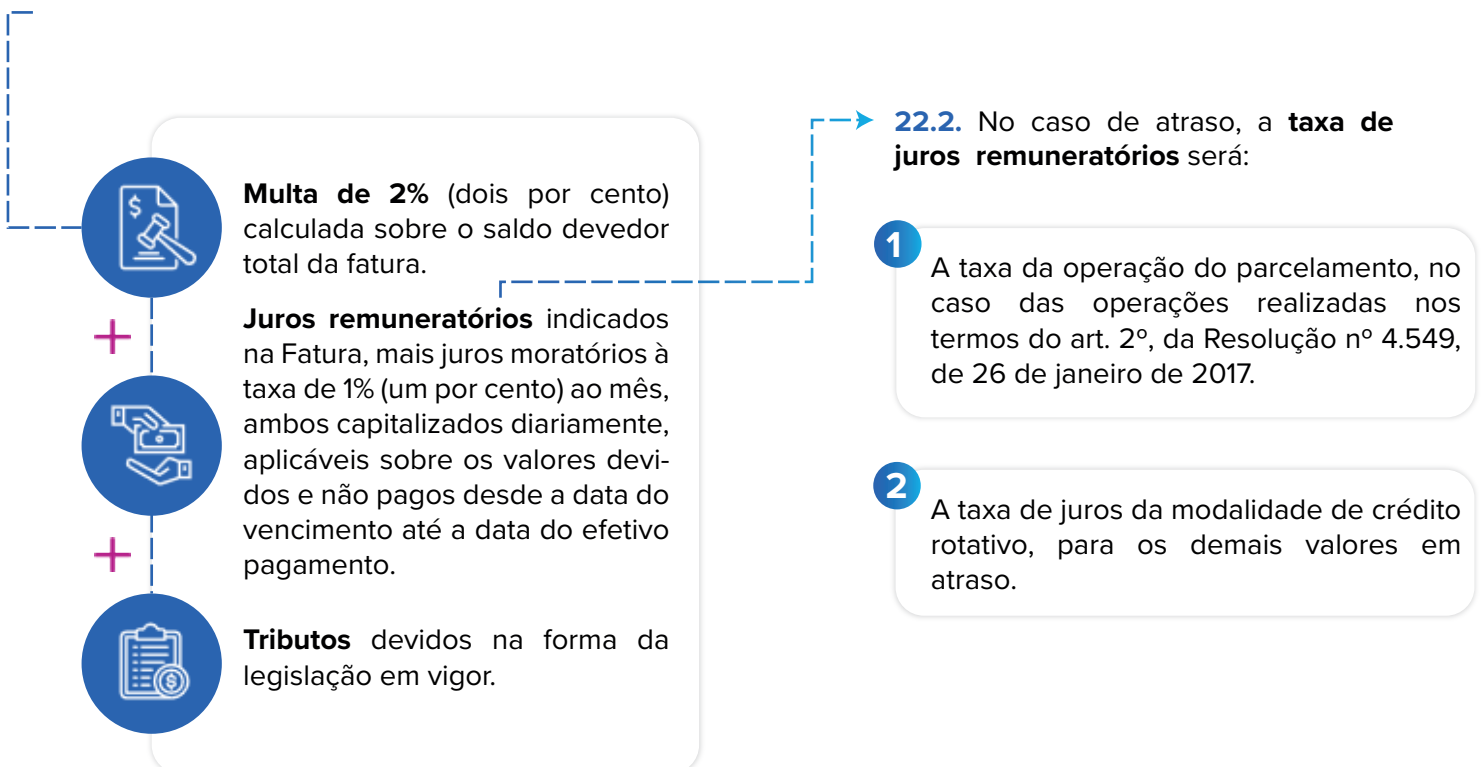 Multa de 2% (dois por cento)
calculada sobre o saldo devedor
total da fatura.
Juros remuneratórios indicados
na Fatura, mais juros moratórios à
taxa de 1% (um por cento) ao mês,
ambos capitalizados diariamente,
aplicáveis sobre os valores devi-
dos e não pagos desde a data do
vencimento até a data do efetivo
pagamento.
Tributos devidos na forma da
legislação em vigor.
22.2. No caso de atraso, a taxa de
juros remuneratórios será:
1
A taxa da operação do parcelamento, no
caso das operações realizadas nos
termos do art. 2º, da Resolução nº 4.549,
de 26 de janeiro de 2017.
2
A taxa de juros da modalidade de crédito
rotativo, para os demais valores em
atraso.